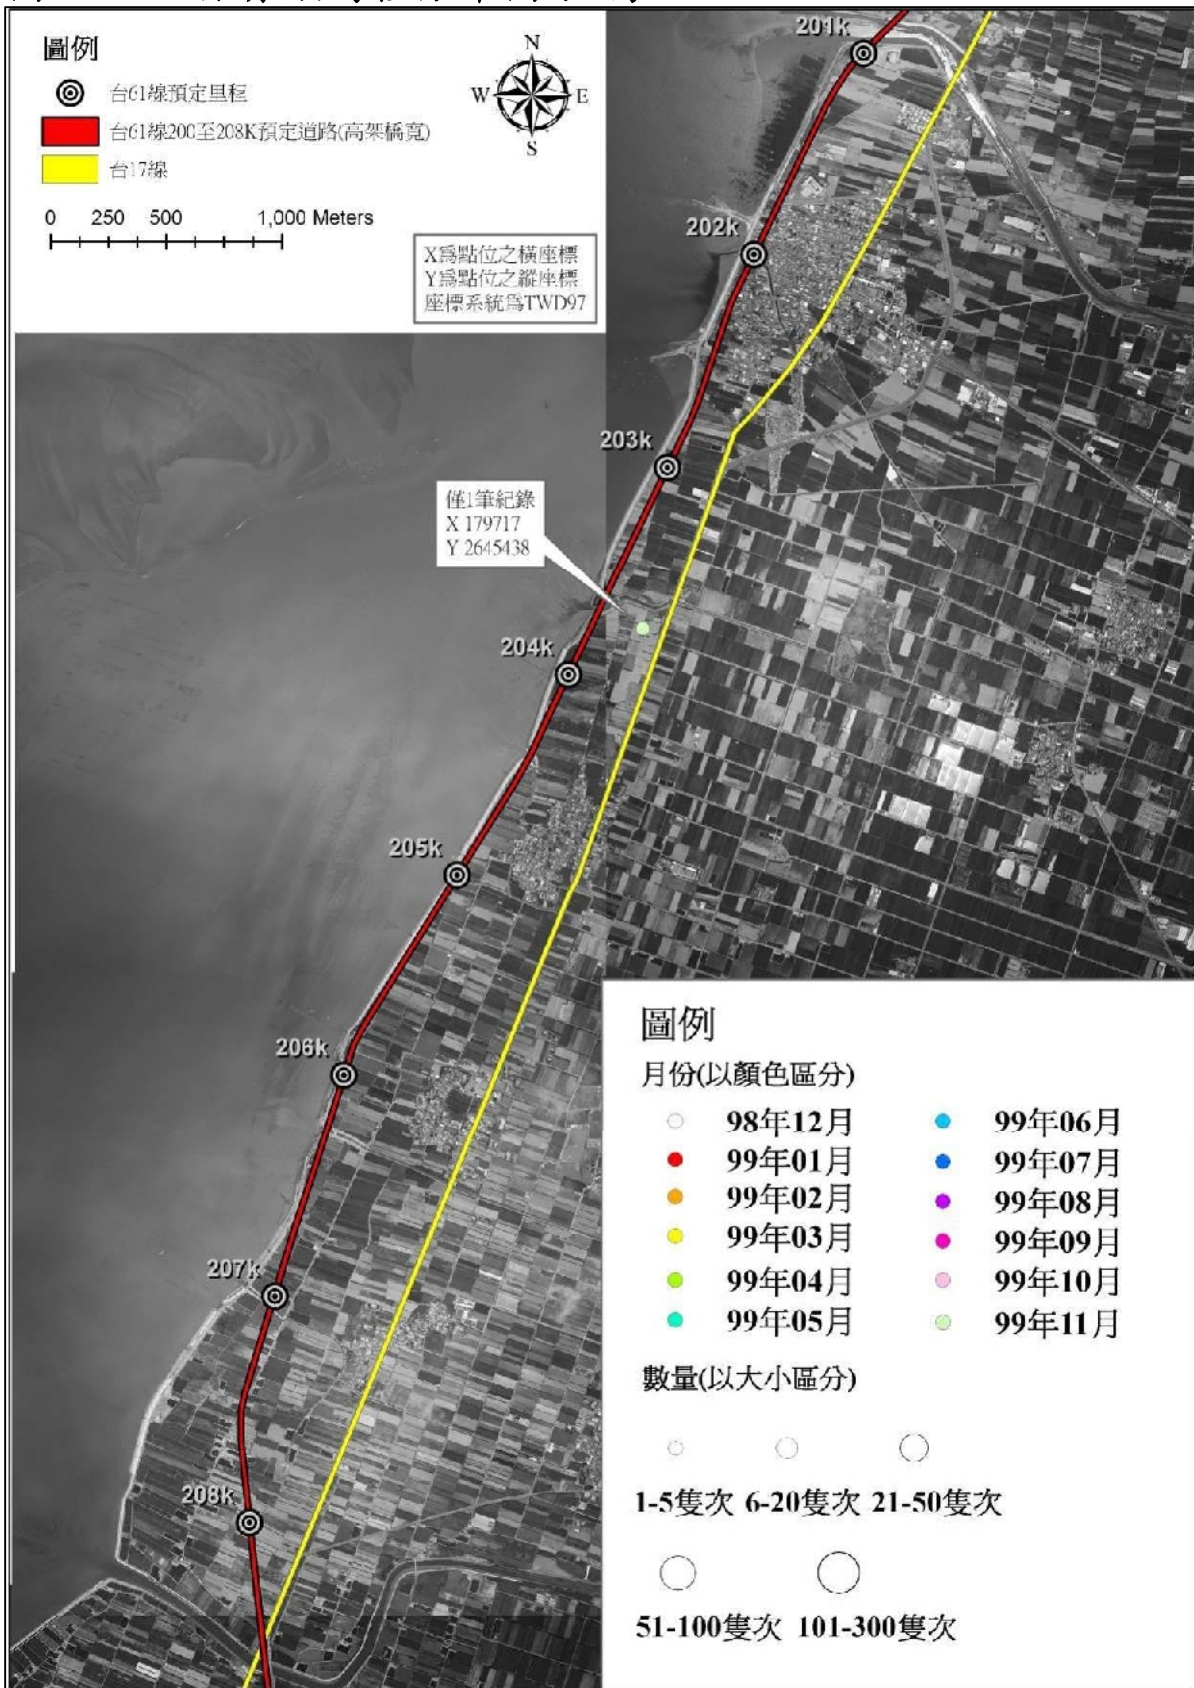 圖例
台61線預定里程
台61線200至208K預定道路(高架橋寬)
台17線
0 250 500 1,000 Meters
N
W E
S
X為點位之橫座標
Y為點位之縱座標
座標系統為TWD97
201k
202k
203k
僅1筆紀錄
X 179717
Y 2645438
204k
205k
206k
207k
208k
圖例
月份(以顏色區分)
98年12月 99年06月
99年01月 99年07月
99年02月 99年08月
99年03月 99年09月
99年04月 99年10月
99年05月 99年11月
數量(以大小區分)
1-5隻次 6-20隻次 21-50隻次
51-100隻次 101-300隻次